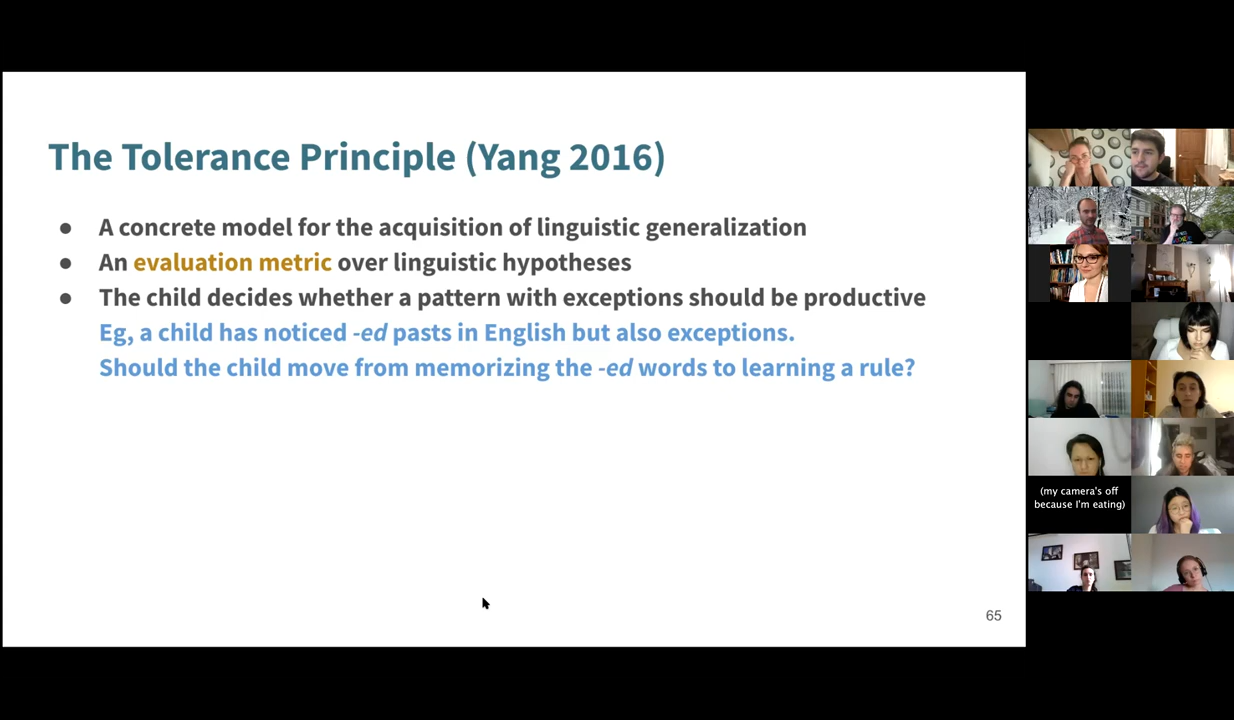 The Tolerance Principle (Yang 2016)
● A concrete model for the acquisition of linguistic generalization
● An evaluation metric over linguistic hypotheses
● The child decides whether a pattern with exceptions should be productive
Eg, a child has noticed -ed pasts in English but also exceptions.
Should the child move from memorizing the -ed words to learning a rule?
65
(my camera's off
because I'm eating)